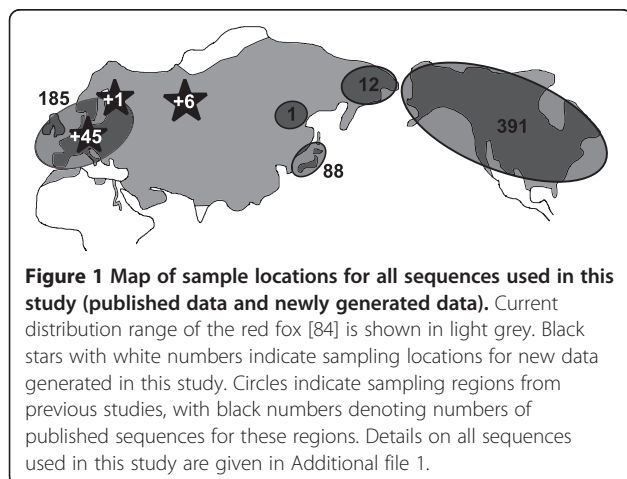 185
+1
+6
+45
1
12
88
391
Figure 1 Map of sample locations for all sequences used in this
study (published data and newly generated data). Current
distribution range of the red fox [84] is shown in light grey. Black
stars with white numbers indicate sampling locations for new data
generated in this study. Circles indicate sampling regions from
previous studies, with black numbers denoting numbers of
published sequences for these regions. Details on all sequences
used in this study are given in Additional file 1.